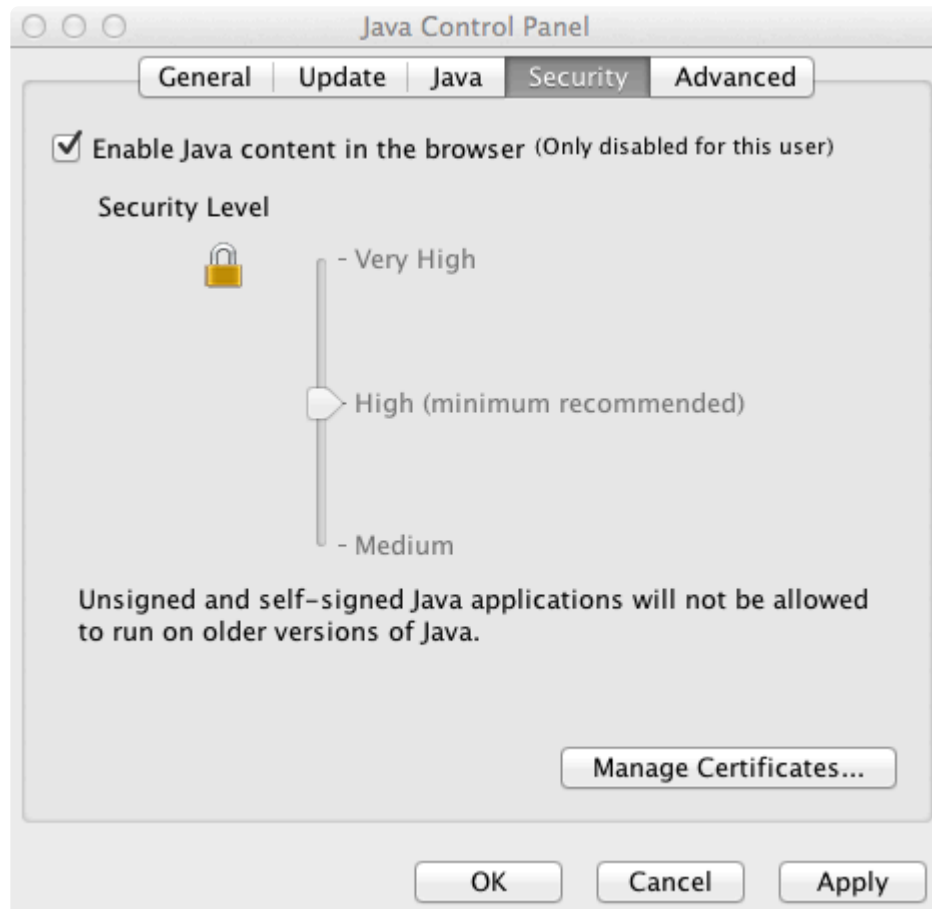 Java Control Panel
General Update Java Security Advanced
Enable Java content in the browser (Only disabled for this user)
Security Level
- Very High
- High (minimum recommended)
- Medium
Unsigned and self-signed Java applications will not be allowed
to run on older versions of Java.
Manage Certificates...
OK Cancel Apply